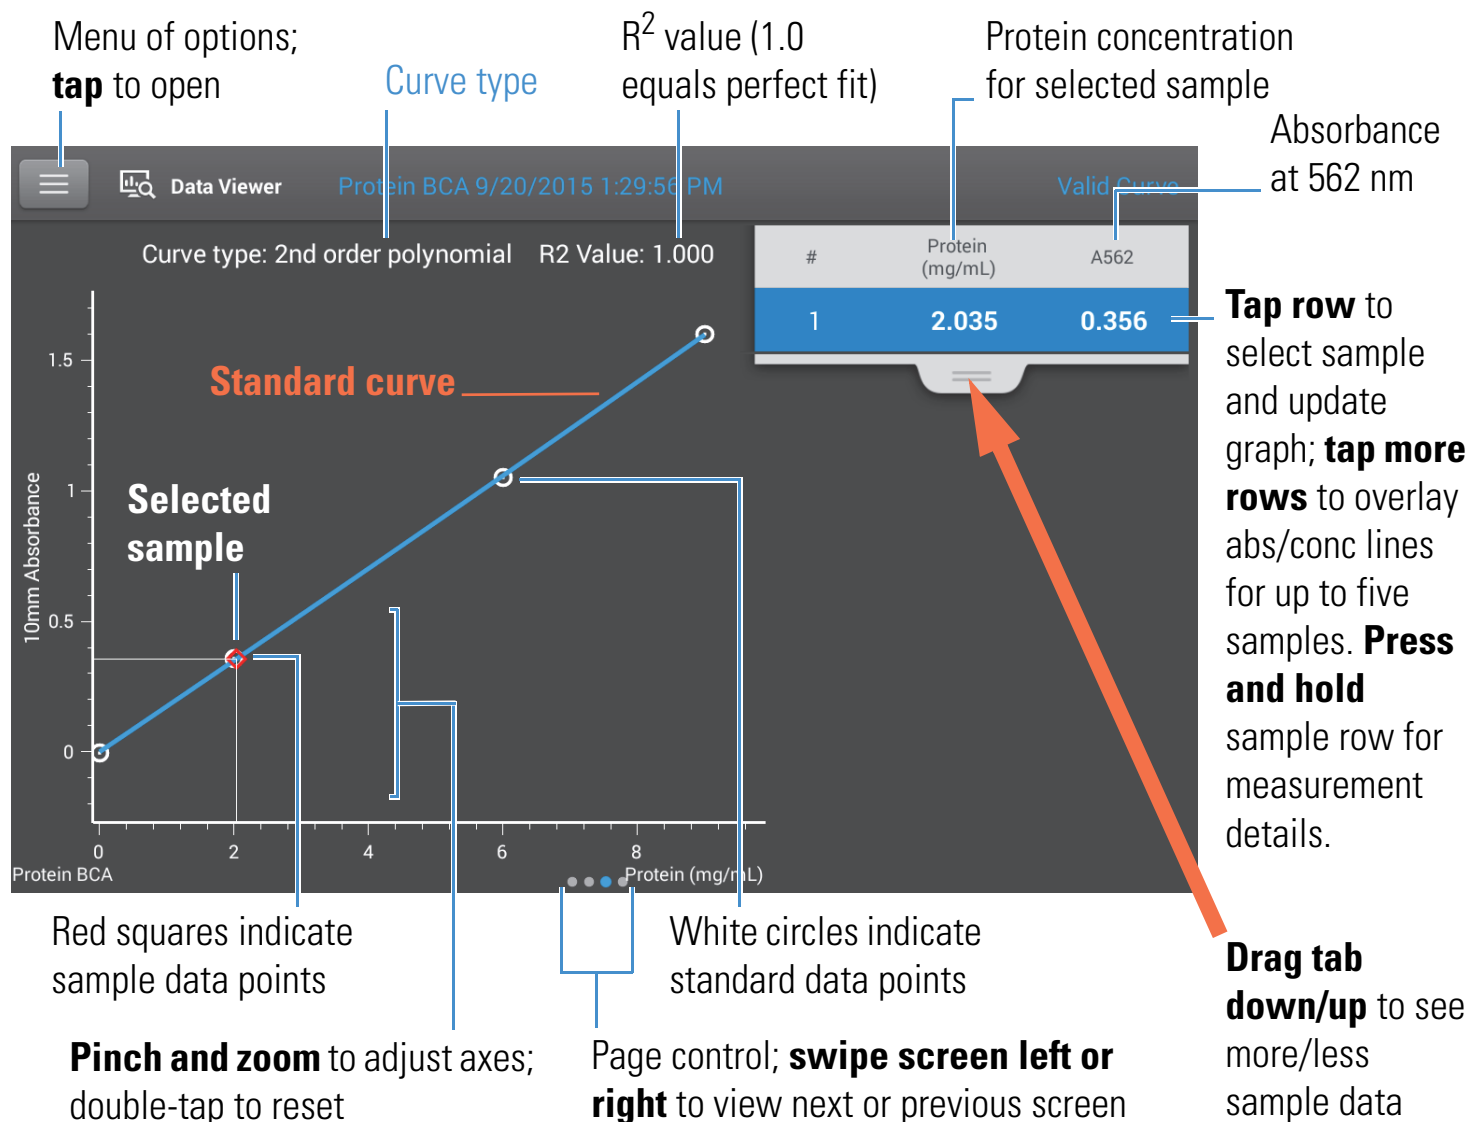 Menu of options;
tap to open
Curve type
R2 value (1.0
equals perfect fit)
Protein concentration
for selected sample
Absorbance
at 562 nm
Data Viewer
Protein BCA 9/20/2015 1:29:56 PM
Valid Curve
Curve type: 2nd order polynomial
R2 Value: 1.000
# Protein (mg/mL) A562
1 2.035 0.356
Tap row to
select sample
and update
graph; tap more
rows to overlay
abs/conc lines
for up to five
samples. Press
and hold
sample row for
measurement
details.
Standard curve
Selected
sample
10mm Absorbance
1.5
1
0.5
0
0 2 4 6 8
Protein BCA
Protein (mg/mL)
Red squares indicate
sample data points
White circles indicate
standard data points
Pinch and zoom to adjust axes;
double-tap to reset
Page control; swipe screen left or
right to view next or previous screen
Drag tab
down/up to see
more/less
sample data